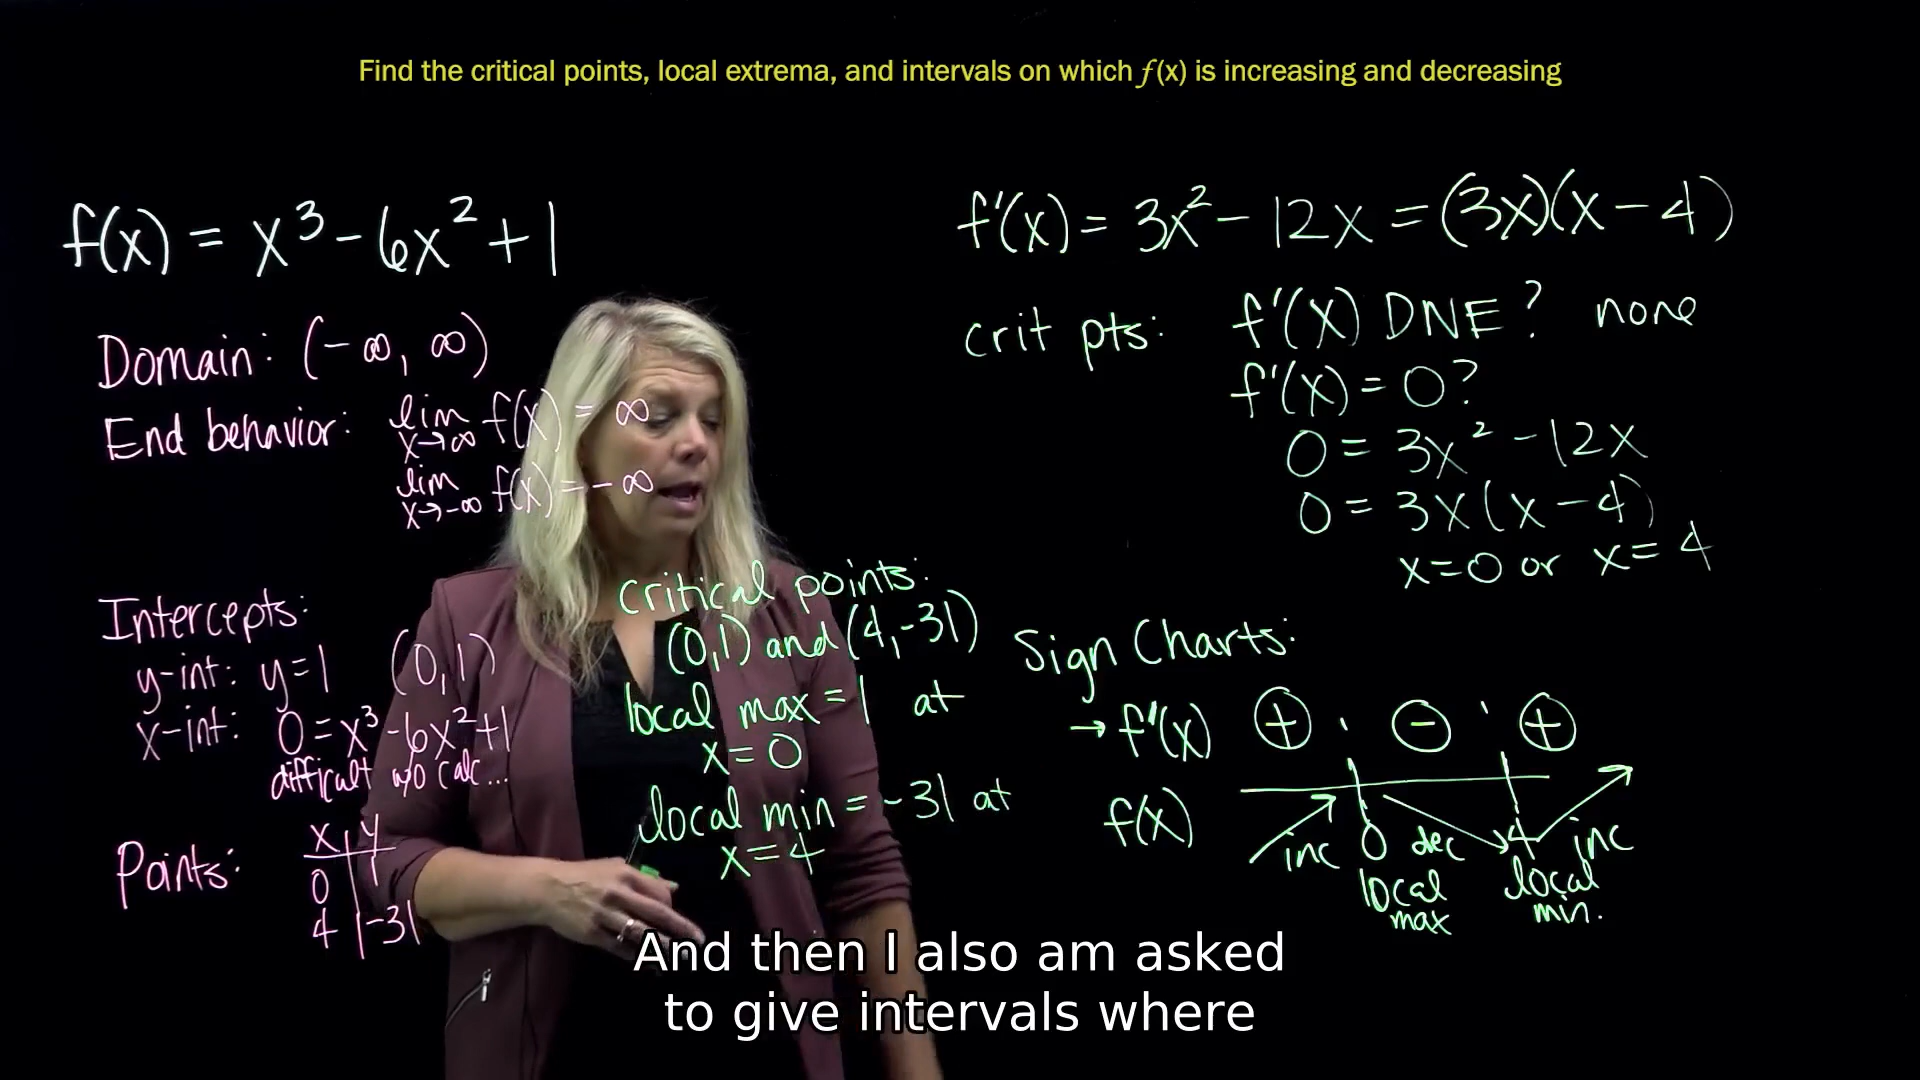 Find the critical points, local extrema, and intervals on which f(x) is increasing and decreasing
f(x) = x³ - 6x² + 1
Domain: (-∞, ∞)
End behavior: lim x→∞ f(x) = ∞
lim x→-∞ f(x) = -∞
Intercepts:
y-int: y=1 (0,1)
x-int: 0 = x³ - 6x² + 1
difficult w/o calc...
Points:
x | y
0 | 1
4 | -31
critical points:
(0,1) and (4,-31)
local max = 1 at
x = 0
local min = -31 at
x = 4
f'(x) = 3x² - 12x = (3x)(x - 4)
crit pts: f'(x) DNE? none
f'(x) = 0?
0 = 3x² - 12x
0 = 3x(x - 4)
x=0 or x=4
Sign Charts:
→ f'(x) + - +
f(x) inc 0 dec 4 inc
local max
local min.
And then I also am asked
to give intervals where